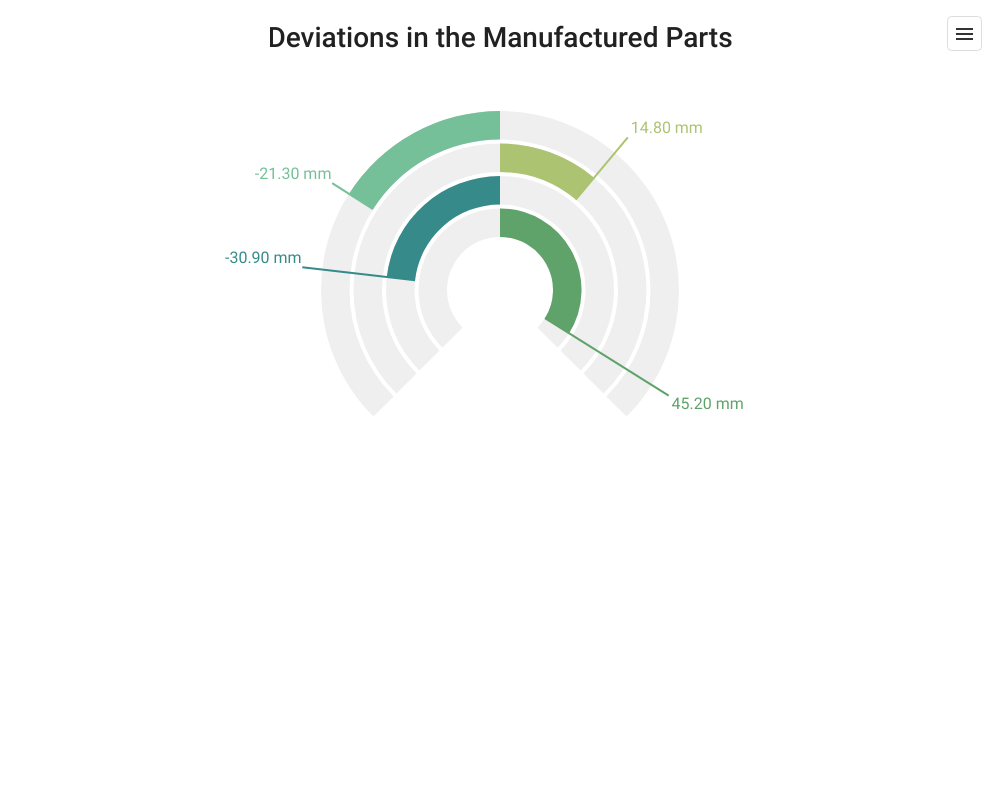 Deviations in the Manufactured Parts
14.80 mm
-21.30 mm
-30.90 mm
45.20 mm